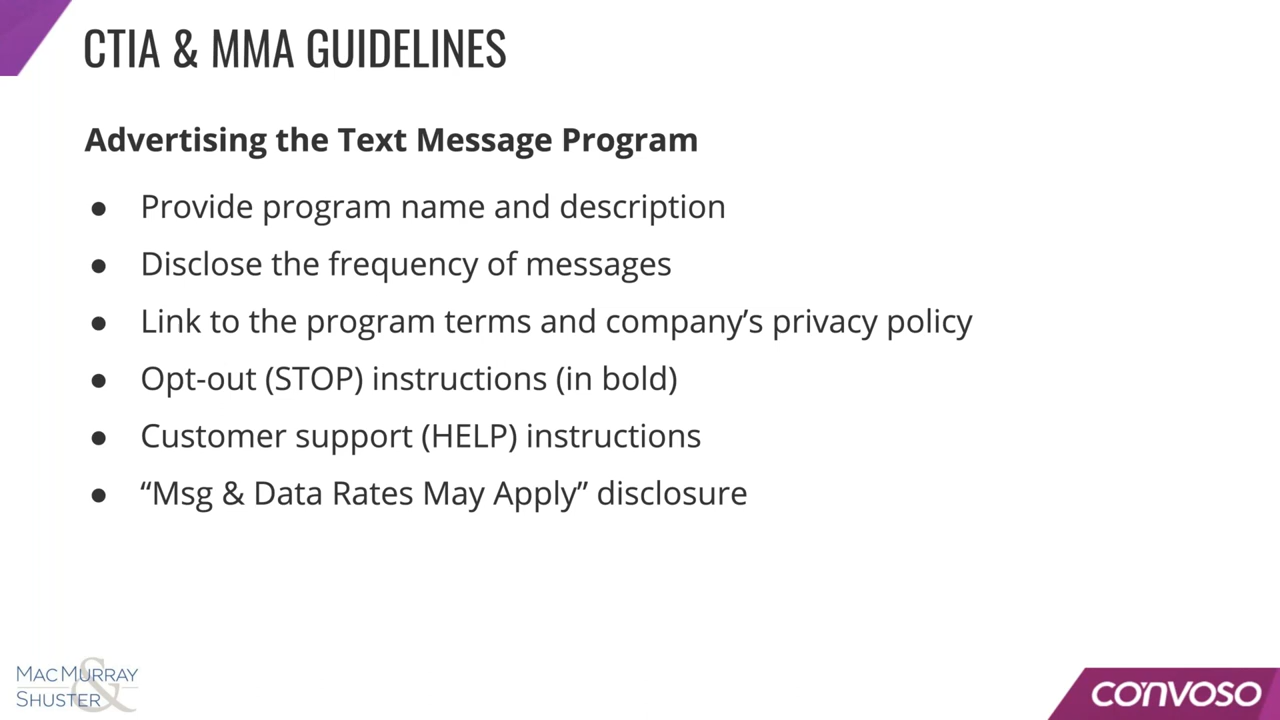 CTIA & MMA GUIDELINES
Advertising the Text Message Program
● Provide program name and description
● Disclose the frequency of messages
● Link to the program terms and company’s privacy policy
● Opt-out (STOP) instructions (in bold)
● Customer support (HELP) instructions
● “Msg & Data Rates May Apply” disclosure
MACMURRAY
&
SHUSTER
CONVOSO